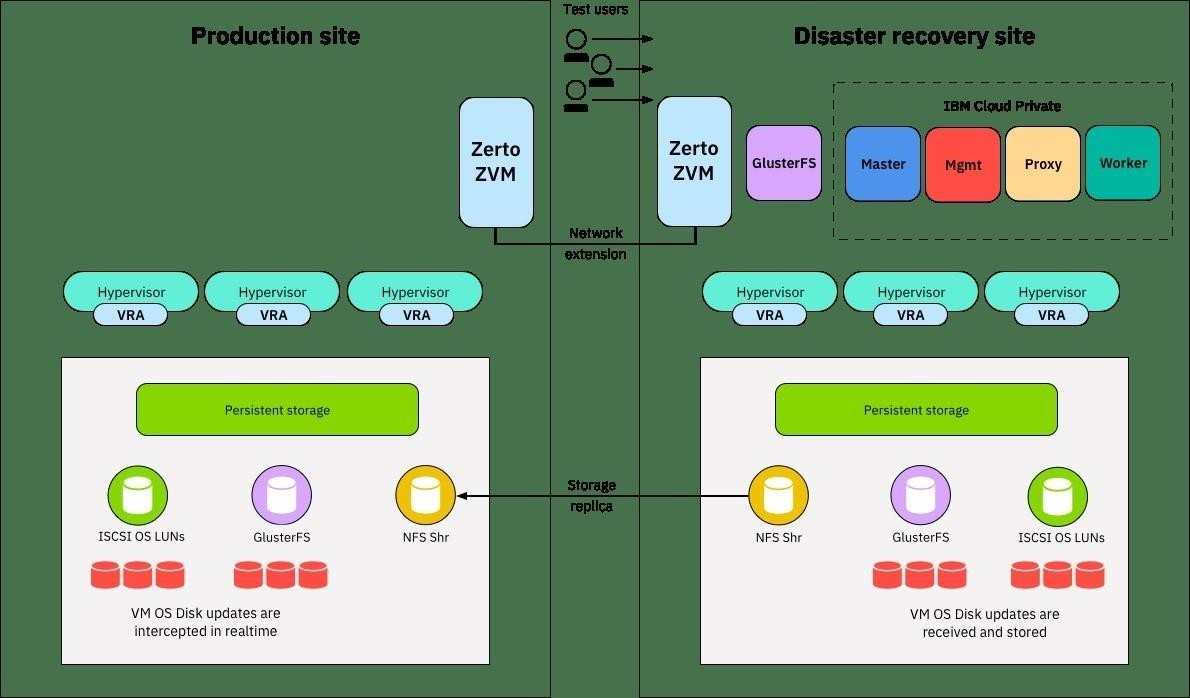 Test users
Production site
Disaster recovery site
IBM Cloud Private
Zerto
ZVM
Zerto
ZVM
GlusterFS
Master
Mgmt
Proxy
Worker
Network
extension
Hypervisor
VRA
Hypervisor
VRA
Hypervisor
VRA
Hypervisor
VRA
Hypervisor
VRA
Hypervisor
VRA
Persistent storage
ISCSI OS LUNs
GlusterFS
NFS Shr
VM OS Disk updates are
intercepted in realtime
Storage
replica
Persistent storage
NFS Shr
GlusterFS
ISCSI OS LUNs
VM OS Disk updates are
received and stored